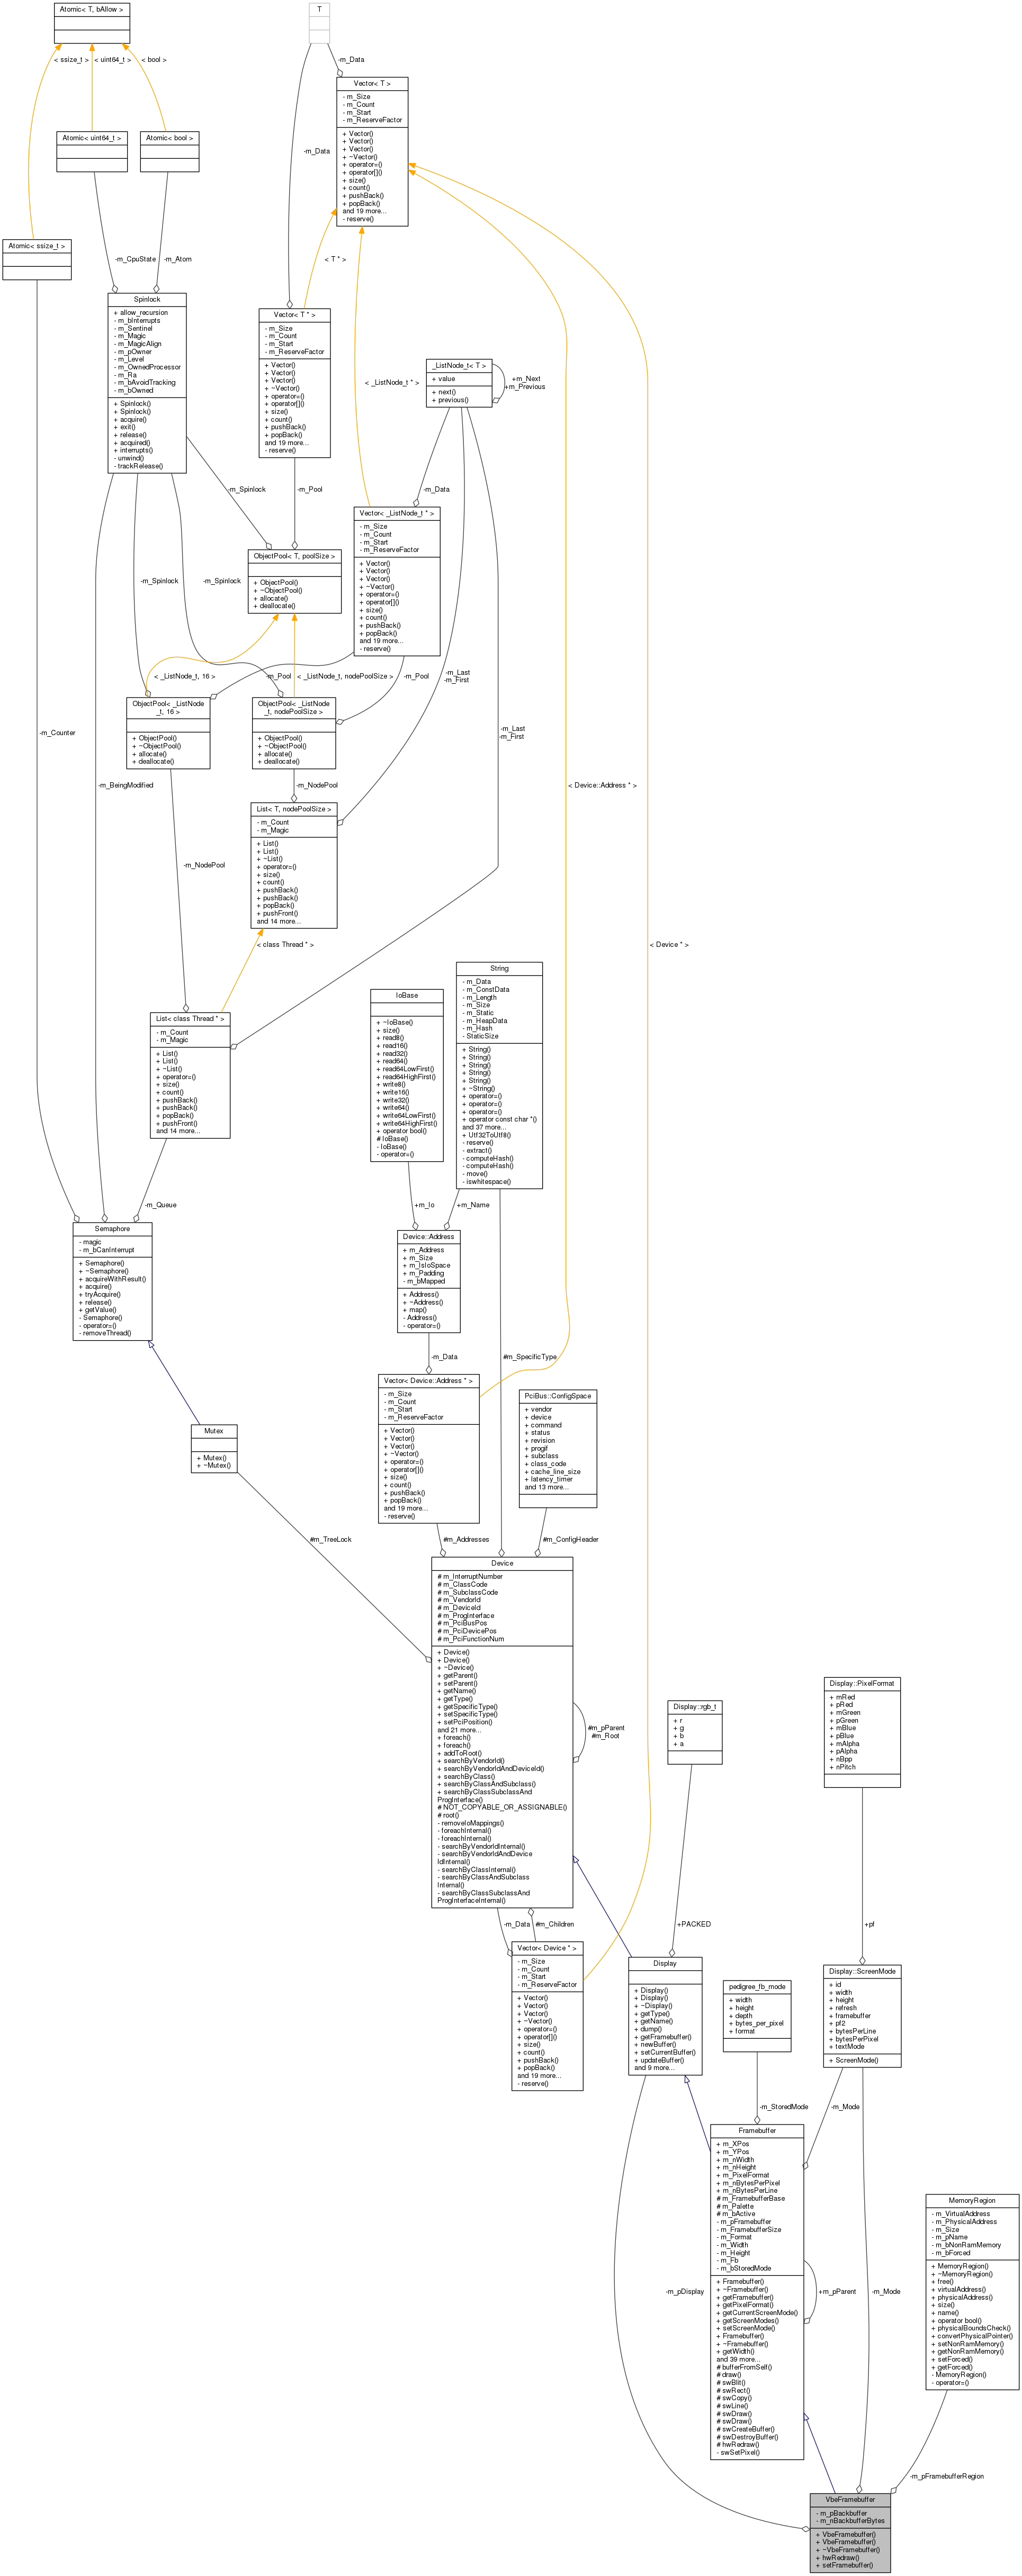 Atomic< T, bAllow >
T
-m_Data
< ssize_t >
< uint64_t >
< bool >
Vector< T >
- m_Size
- m_Count
- m_Start
- m_ReserveFactor
+ Vector()
+ Vector()
+ Vector()
+ ~Vector()
+ operator=()
+ operator[]()
+ size()
+ count()
+ pushBack()
+ popBack()
and 19 more...
- reserve()
Atomic< uint64_t >
Atomic< bool >
-m_Data
Atomic< ssize_t >
-m_CpuState
-m_Atom
< T * >
Spinlock
+ allow_recursion
- m_bInterrupts
- m_Sentinel
- m_Magic
- m_MagicAlign
- m_pOwner
- m_Level
- m_OwnedProcessor
- m_Ra
- m_bAvoidTracking
- m_bOwned
+ Spinlock()
+ Spinlock()
+ acquire()
+ exit()
+ release()
+ acquired()
+ interrupts()
- unwind()
- trackRelease()
Vector< T * >
- m_Size
- m_Count
- m_Start
- m_ReserveFactor
+ Vector()
+ Vector()
+ Vector()
+ ~Vector()
+ operator=()
+ operator[]()
+ size()
+ count()
+ pushBack()
+ popBack()
and 19 more...
- reserve()
_ListNode_t< T >
+ value
+ next()
+ previous()
+m_Next
+m_Previous
< _ListNode_t * >
-m_Spinlock
-m_Pool
-m_Data
Vector< _ListNode_t * >
- m_Size
- m_Count
- m_Start
- m_ReserveFactor
+ Vector()
+ Vector()
+ Vector()
+ ~Vector()
+ operator=()
+ operator[]()
+ size()
+ count()
+ pushBack()
+ popBack()
and 19 more...
- reserve()
ObjectPool< T, poolSize >
+ ObjectPool()
+ ~ObjectPool()
+ allocate()
+ deallocate()
-m_Spinlock
-m_Spinlock
< _ListNode_t, 16 >
-m_Pool
< _ListNode_t, nodePoolSize >
-m_Pool
-m_Last
-m_First
ObjectPool< _ListNode
_t, 16 >
+ ObjectPool()
+ ~ObjectPool()
+ allocate()
+ deallocate()
ObjectPool< _ListNode
_t, nodePoolSize >
+ ObjectPool()
+ ~ObjectPool()
+ allocate()
+ deallocate()
-m_Counter
-m_Last
-m_First
-m_BeingModified
-m_NodePool
< Device::Address * >
List< T, nodePoolSize >
- m_Count
- m_Magic
+ List()
+ List()
+ ~List()
+ operator=()
+ size()
+ count()
+ pushBack()
+ pushBack()
+ popBack()
+ pushFront()
and 14 more...
-m_NodePool
< class Thread * >
< Device * >
List< class Thread * >
- m_Count
- m_Magic
+ List()
+ List()
+ ~List()
+ operator=()
+ size()
+ count()
+ pushBack()
+ pushBack()
+ popBack()
+ pushFront()
and 14 more...
IoBase
+ ~IoBase()
+ size()
+ read8()
+ read16()
+ read32()
+ read64()
+ read64LowFirst()
+ read64HighFirst()
+ write8()
+ write16()
+ write32()
+ write64()
+ write64LowFirst()
+ write64HighFirst()
+ operator bool()
# IoBase()
- IoBase()
- operator=()
String
- m_Data
- m_ConstData
- m_Length
- m_Size
- m_Static
- m_HeapData
- m_Hash
- StaticSize
+ String()
+ String()
+ String()
+ String()
+ String()
+ ~String()
+ operator=()
+ operator=()
+ operator=()
+ operator const char *()
and 37 more...
+ Utf32ToUtf8()
- reserve()
- extract()
- computeHash()
- computeHash()
- move()
- iswhitespace()
-m_Queue
+m_Io
+m_Name
Semaphore
- magic
- m_bCanInterrupt
+ Semaphore()
+ ~Semaphore()
+ acquireWithResult()
+ acquire()
+ tryAcquire()
+ release()
+ getValue()
- Semaphore()
- operator=()
- removeThread()
Device::Address
+ m_Address
+ m_Size
+ m_IsIoSpace
+ m_Padding
- m_bMapped
+ Address()
+ ~Address()
+ map()
- Address()
- operator=()
-m_Data
#m_SpecificType
Vector< Device::Address * >
- m_Size
- m_Count
- m_Start
- m_ReserveFactor
+ Vector()
+ Vector()
+ Vector()
+ ~Vector()
+ operator=()
+ operator[]()
+ size()
+ count()
+ pushBack()
+ popBack()
and 19 more...
- reserve()
PciBus::ConfigSpace
+ vendor
+ device
+ command
+ status
+ revision
+ progif
+ subclass
+ class_code
+ cache_line_size
+ latency_timer
and 13 more...
Mutex
+ Mutex()
+ ~Mutex()
#m_TreeLock
#m_Addresses
#m_ConfigHeader
Device
# m_InterruptNumber
# m_ClassCode
# m_SubclassCode
# m_VendorId
# m_DeviceId
# m_ProgInterface
# m_PciBusPos
# m_PciDevicePos
# m_PciFunctionNum
+ Device()
+ Device()
+ ~Device()
+ getParent()
+ setParent()
+ getName()
+ getType()
+ getSpecificType()
+ setSpecificType()
+ setPciPosition()
and 21 more...
+ foreach()
+ foreach()
+ addToRoot()
+ searchByVendorId()
+ searchByVendorIdAndDeviceId()
+ searchByClass()
+ searchByClassAndSubclass()
+ searchByClassSubclassAnd
ProgInterface()
# NOT_COPYABLE_OR_ASSIGNABLE()
# root()
- removeIoMappings()
- foreachInternal()
- foreachInternal()
- searchByVendorIdInternal()
- searchByVendorIdAndDevice
IdInternal()
- searchByClassInternal()
- searchByClassAndSubclass
Internal()
- searchByClassSubclassAnd
ProgInterfaceInternal()
#m_pParent
#m_Root
Display::rgb_t
+ r
+ g
+ b
+ a
Display::PixelFormat
+ mRed
+ pRed
+ mGreen
+ pGreen
+ mBlue
+ pBlue
+ mAlpha
+ pAlpha
+ nBpp
+ nPitch
-m_Data
#m_Children
+PACKED
+pf
Vector< Device * >
- m_Size
- m_Count
- m_Start
- m_ReserveFactor
+ Vector()
+ Vector()
+ Vector()
+ ~Vector()
+ operator=()
+ operator[]()
+ size()
+ count()
+ pushBack()
+ popBack()
and 19 more...
- reserve()
Display
+ Display()
+ Display()
+ ~Display()
+ getType()
+ getName()
+ dump()
+ getFramebuffer()
+ newBuffer()
+ setCurrentBuffer()
+ updateBuffer()
and 9 more...
pedigree_fb_mode
+ width
+ height
+ depth
+ bytes_per_pixel
+ format
Display::ScreenMode
+ id
+ width
+ height
+ refresh
+ framebuffer
+ pf2
+ bytesPerLine
+ bytesPerPixel
+ textMode
+ ScreenMode()
-m_StoredMode
-m_Mode
Framebuffer
+ m_XPos
+ m_YPos
+ m_nWidth
+ m_nHeight
+ m_PixelFormat
+ m_nBytesPerPixel
+ m_nBytesPerLine
# m_FramebufferBase
# m_Palette
# m_bActive
- m_pFramebuffer
- m_FramebufferSize
- m_Format
- m_Width
- m_Height
- m_Fb
- m_bStoredMode
+ Framebuffer()
+ ~Framebuffer()
+ getFramebuffer()
+ getPixelFormat()
+ getCurrentScreenMode()
+ getScreenModes()
+ setScreenMode()
+ Framebuffer()
+ ~Framebuffer()
+ getWidth()
and 39 more...
# bufferFromSelf()
# draw()
# swBlit()
# swRect()
# swCopy()
# swLine()
# swDraw()
# swDraw()
# swCreateBuffer()
# swDestroyBuffer()
# hwRedraw()
- swSetPixel()
+m_pParent
-m_pDisplay
-m_Mode
MemoryRegion
- m_VirtualAddress
- m_PhysicalAddress
- m_Size
- m_pName
- m_bNonRamMemory
- m_bForced
+ MemoryRegion()
+ ~MemoryRegion()
+ free()
+ virtualAddress()
+ physicalAddress()
+ size()
+ name()
+ operator bool()
+ physicalBoundsCheck()
+ convertPhysicalPointer()
+ setNonRamMemory()
+ getNonRamMemory()
+ setForced()
+ getForced()
- MemoryRegion()
- operator=()
-m_pFramebufferRegion
VbeFramebuffer
- m_pBackbuffer
- m_nBackbufferBytes
+ VbeFramebuffer()
+ VbeFramebuffer()
+ ~VbeFramebuffer()
+ hwRedraw()
+ setFramebuffer()